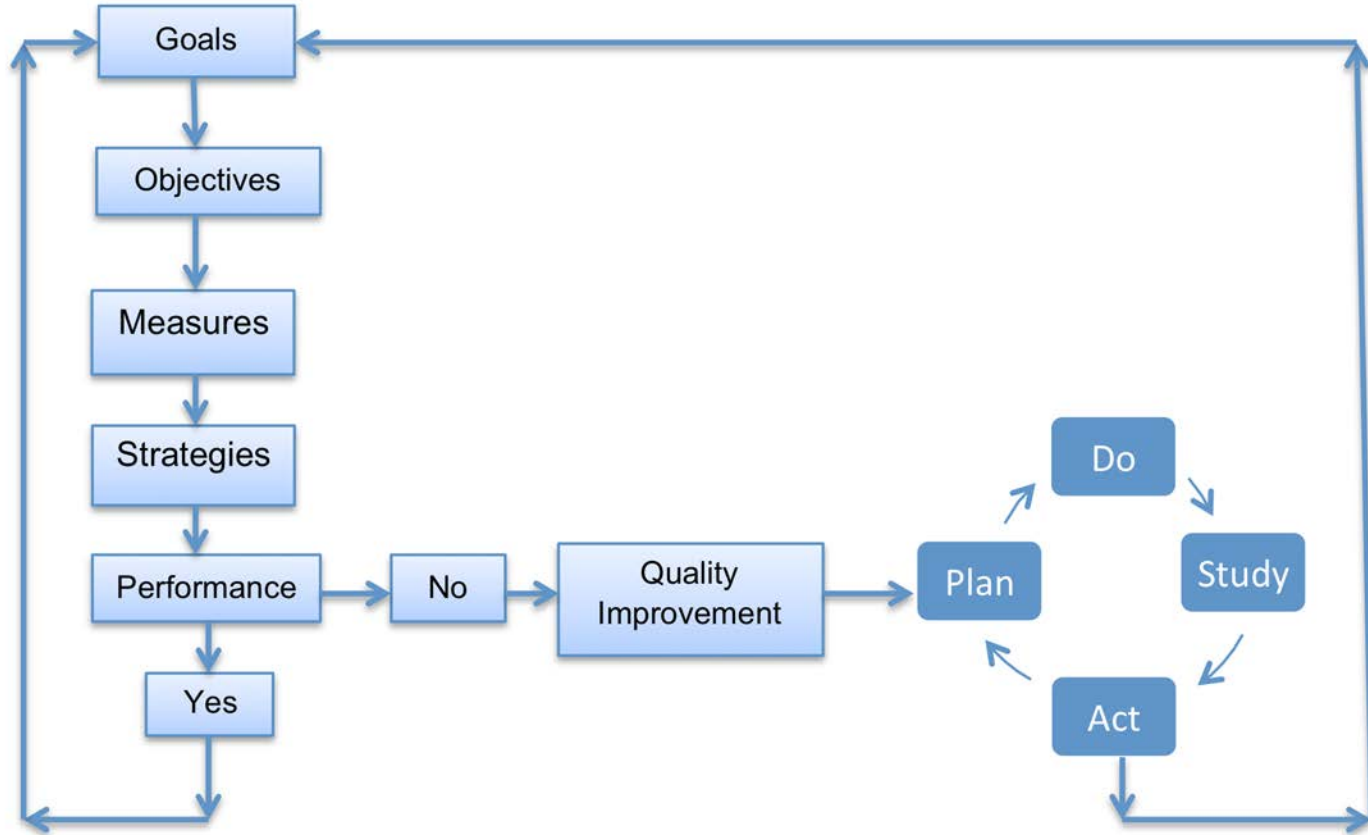 Goals
Objectives
Measures
Strategies
Performance
No
Quality
Improvement
Yes
Plan
Do
Study
Act